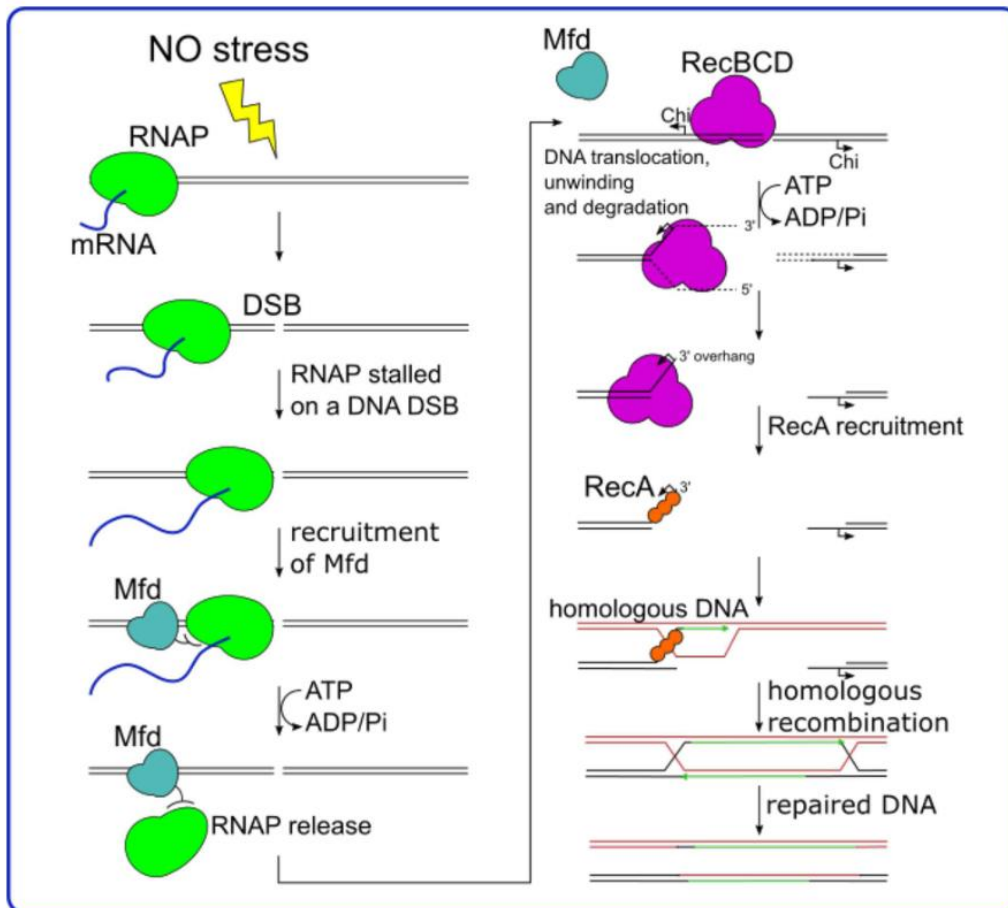 NO stress
RNAP
mRNA
DSB
RNAP stalled
on a DNA DSB
recruitment
of Mfd
Mfd
ATP
ADP/Pi
Mfd
RNAP release
Mfd
RecBCD
Chi
Chi
DNA translocation,
unwinding
and degradation
ATP
ADP/Pi
3'
5'
3' overhang
RecA recruitment
RecA
3'
homologous DNA
homologous
recombination
repaired DNA